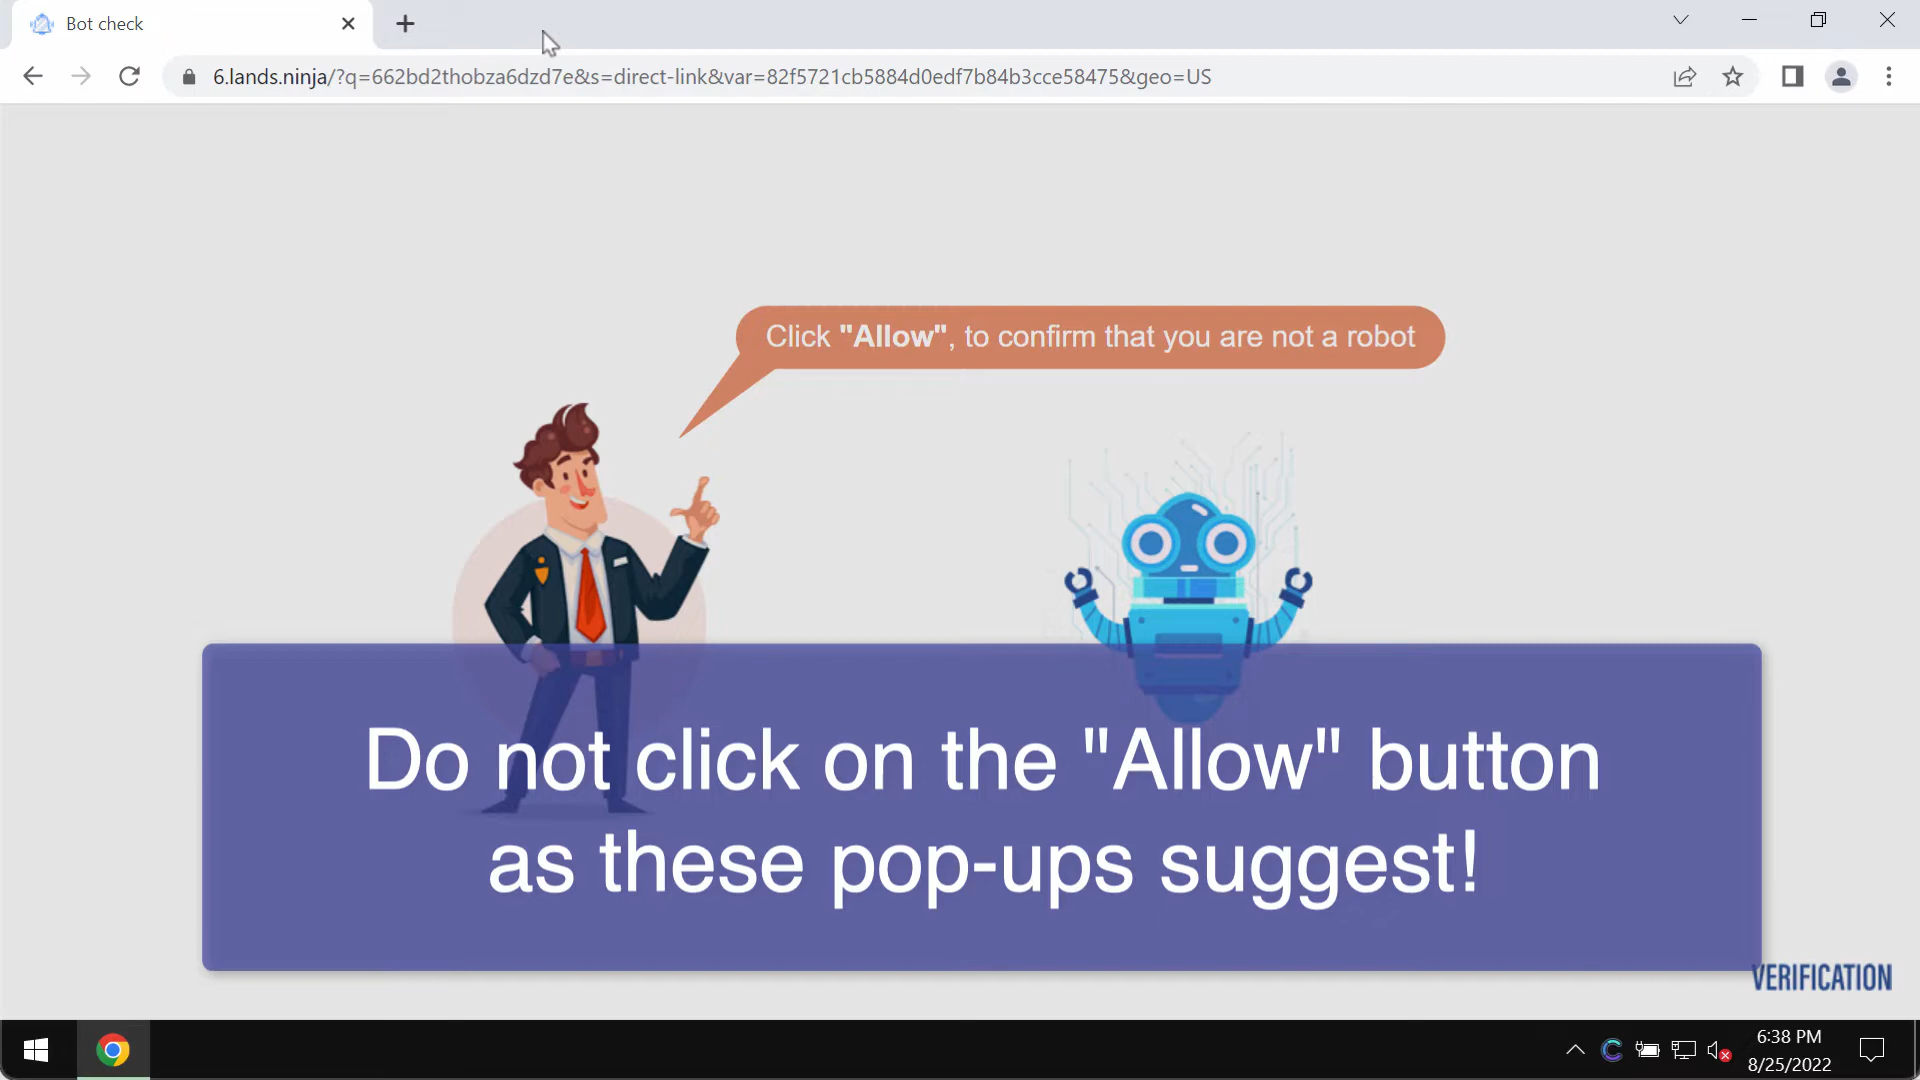 Bot check
6.lands.ninja/?q=662bd2thobza6dzd7e&s=direct-link&var=82f5721cb5884d0edf7b84b3cce58475&geo=US
Click "Allow", to confirm that you are not a robot
Do not click on the "Allow" button
as these pop-ups suggest!
VERIFICATION
6:38 PM
8/25/2022